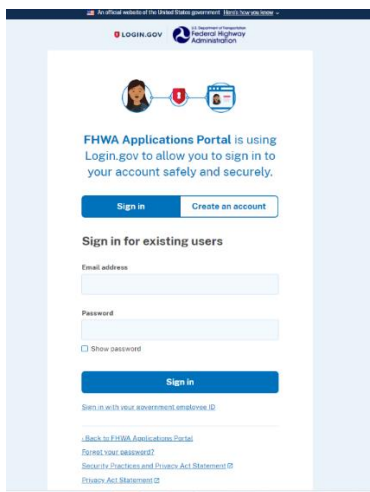 An official website of the United States government Here's how you know
LOGIN.GOV
U.S. Department of Transportation
Federal Highway
Administration
FHWA Applications Portal is using
Login.gov to allow you to sign in to
your account safely and securely.
Sign in
Create an account
Sign in for existing users
Email address
Password
Show password
Sign in
Sign in with your government employee ID
‹ Back to FHWA Applications Portal
Forgot your password?
Security Practices and Privacy Act Statement
Privacy Act Statement